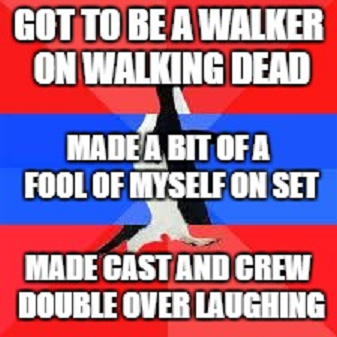 GOT TO BE A WALKER
ON WALKING DEAD
MADE A BIT OF A
FOOL OF MYSELF ON SET
MADE CAST AND CREW
DOUBLE OVER LAUGHING